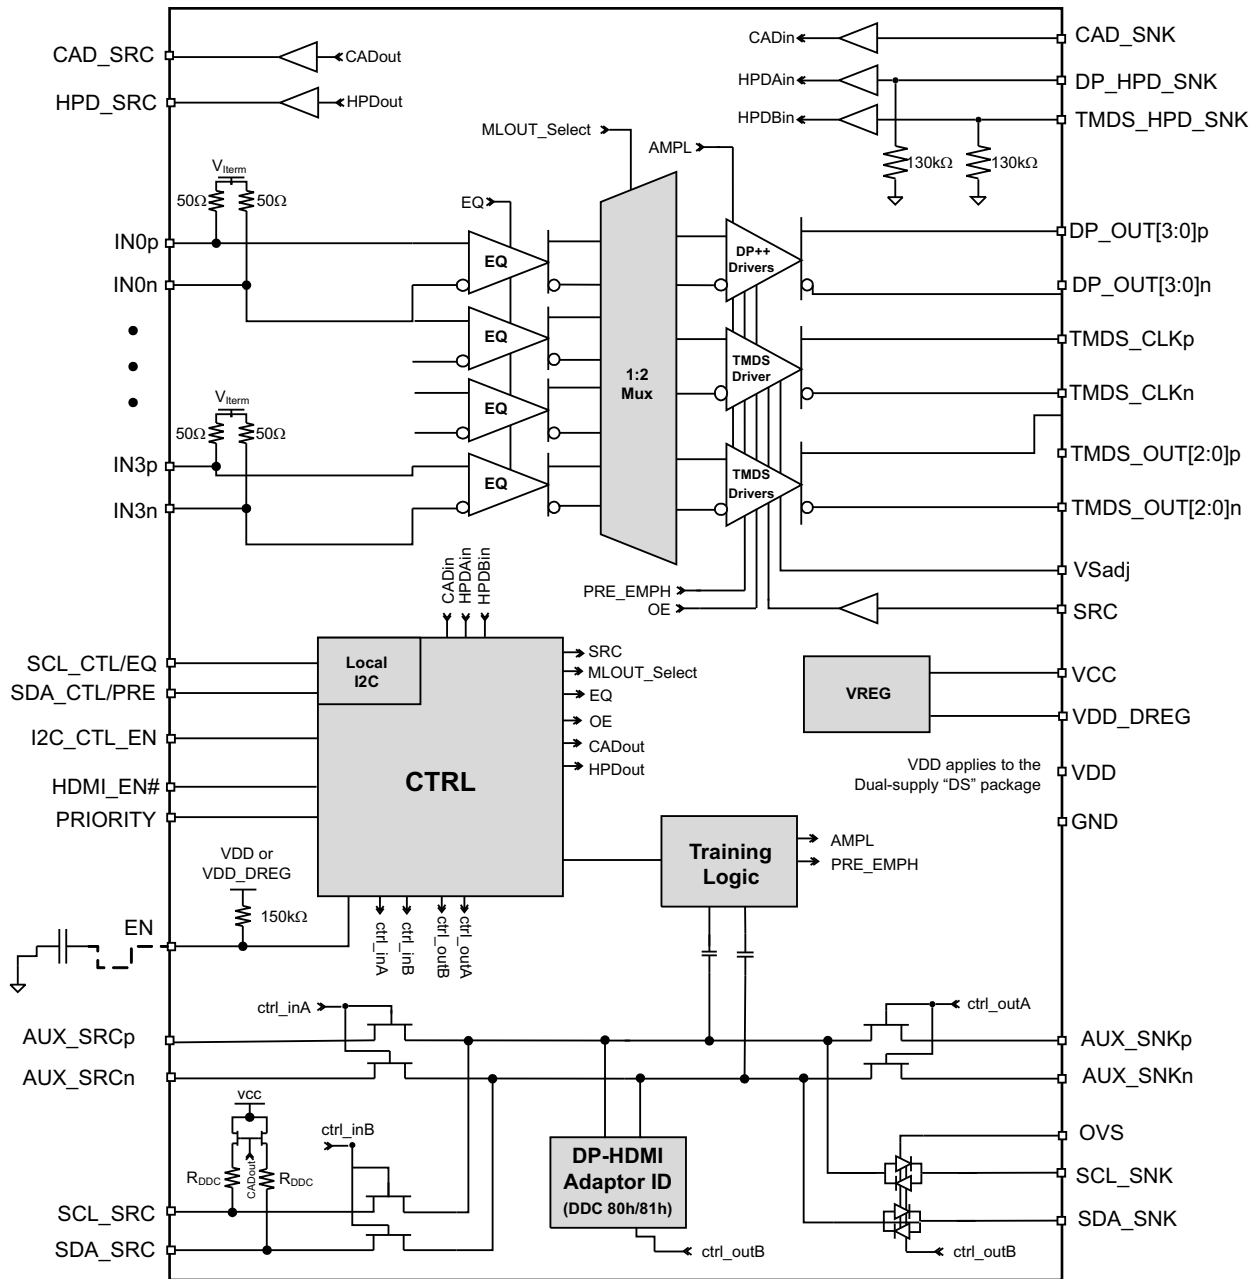 CAD_SRC
CADout
HPD_SRC
HPDout
CADin
CAD_SNK
HPDAin
DP_HPD_SNK
HPDBin
TMDS_HPD_SNK
130kΩ
130kΩ
MLOUT_Select
AMPL
VIterm
50Ω
50Ω
EQ
IN0p
IN0n
EQ
EQ
EQ
EQ
1:2
Mux
DP++
Drivers
TMDS
Driver
TMDS
Drivers
DP_OUT[3:0]p
DP_OUT[3:0]n
TMDS_CLKp
TMDS_CLKn
TMDS_OUT[2:0]p
TMDS_OUT[2:0]n
VIterm
50Ω
50Ω
IN3p
IN3n
PRE_EMPH
OE
VSadj
SRC
CADin
HPDAin
HPDBin
SCL_CTL/EQ
SDA_CTL/PRE
I2C_CTL_EN
HDMI_EN#
PRIORITY
Local
I2C
CTRL
SRC
MLOUT_Select
EQ
OE
CADout
HPDout
VREG
VCC
VDD_DREG
VDD applies to the
Dual-supply “DS” package
VDD
GND
Training
Logic
AMPL
PRE_EMPH
VDD or
VDD_DREG
150kΩ
EN
ctrl_inA
ctrl_inB
ctrl_outB
ctrl_outA
ctrl_inA
ctrl_outA
AUX_SRCp
AUX_SRCn
AUX_SNKp
AUX_SNKn
vcc
RDDC
CADout
RDDC
ctrl_inB
SCL_SRC
SDA_SRC
DP-HDMI
Adaptor ID
(DDC 80h/81h)
ctrl_outB
OVS
SCL_SNK
SDA_SNK
ctrl_outB